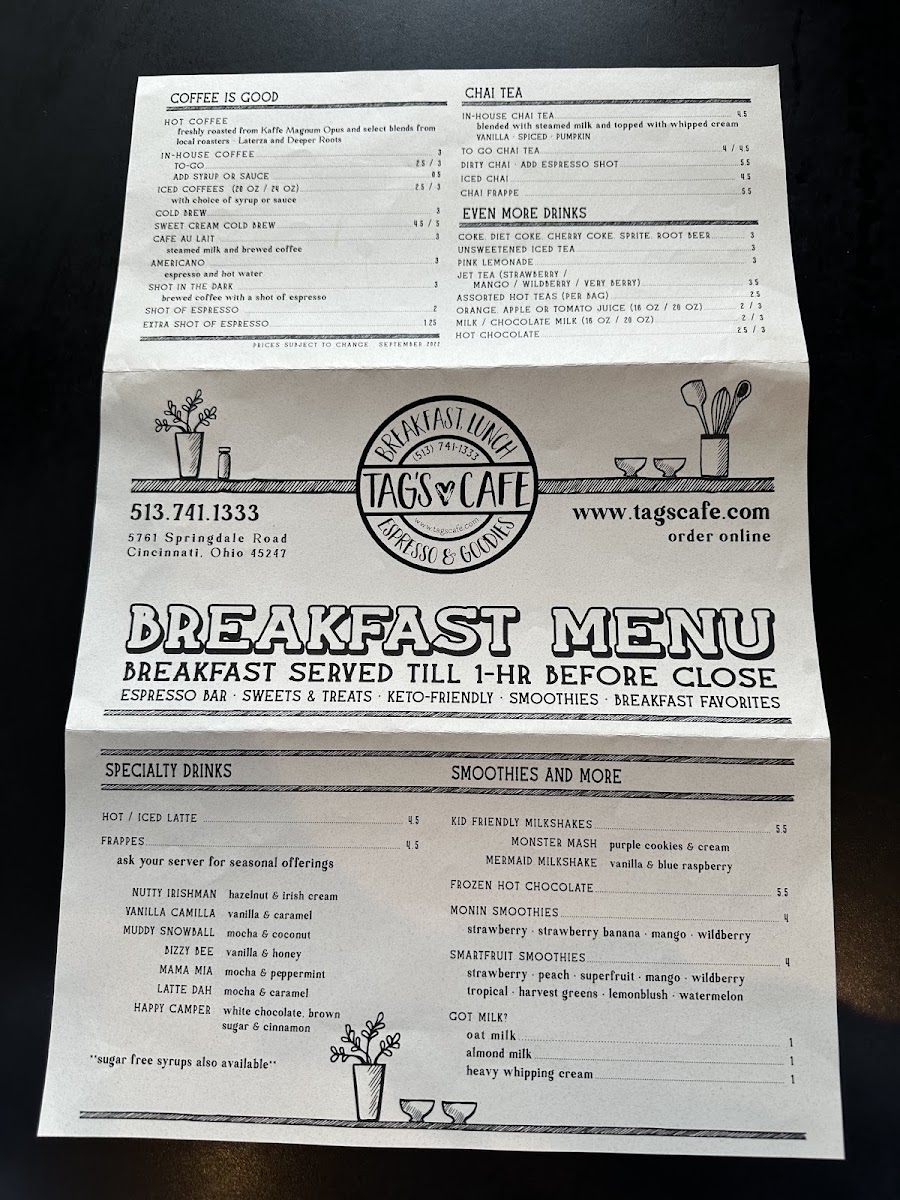 COFFEE IS GOOD
HOT COFFEE
freshly roasted from Kaffe Magnum Opus and select blends from
local roasters - Laterza and Deeper Roots
IN-HOUSE COFFEE 3
TO-GO 2.5 / 3
ADD SYRUP OR SAUCE 0.5
ICED COFFEES (20 OZ / 24 OZ) 2.5 / 3
with choice of syrup or sauce
COLD BREW 3
SWEET CREAM COLD BREW 4.5 / 5
CAFE AU LAIT 3
steamed milk and brewed coffee
AMERICANO 3
espresso and hot water
SHOT IN THE DARK 3
brewed coffee with a shot of espresso
SHOT OF ESPRESSO 2
EXTRA SHOT OF ESPRESSO 1.25
PRICES SUBJECT TO CHANGE SEPTEMBER 2022
CHAI TEA
IN-HOUSE CHAI TEA 4.5
blended with steamed milk and topped with whipped cream
VANILLA · SPICED · PUMPKIN
TO GO CHAI TEA 4 / 4.5
DIRTY CHAI · ADD ESPRESSO SHOT 5.5
ICED CHAI 4.5
CHAI FRAPPE 5.5
EVEN MORE DRINKS
COKE, DIET COKE, CHERRY COKE, SPRITE, ROOT BEER 3
UNSWEETENED ICED TEA 3
PINK LEMONADE 3
JET TEA (STRAWBERRY /
MANGO / WILDBERRY / VERY BERRY) 3.5
ASSORTED HOT TEAS (PER BAG) 2.5
ORANGE, APPLE OR TOMATO JUICE (16 OZ / 20 OZ) 2 / 3
MILK / CHOCOLATE MILK (16 OZ / 20 OZ) 2 / 3
HOT CHOCOLATE 2.5 / 3
BREAKFAST, LUNCH
(513) 741-1333
TAG'S CAFE
www.tagscafe.com
ESPRESSO & GOODIES
513.741.1333
5761 Springdale Road
Cincinnati, Ohio 45247
www.tagscafe.com
order online
BREAKFAST MENU
BREAKFAST SERVED TILL 1-HR BEFORE CLOSE
ESPRESSO BAR · SWEETS & TREATS · KETO-FRIENDLY · SMOOTHIES · BREAKFAST FAVORITES
SPECIALTY DRINKS
HOT / ICED LATTE 4.5
FRAPPES 4.5
ask your server for seasonal offerings
NUTTY IRISHMAN hazelnut & irish cream
VANILLA CAMILLA vanilla & caramel
MUDDY SNOWBALL mocha & coconut
BIZZY BEE vanilla & honey
MAMA MIA mocha & peppermint
LATTE DAH mocha & caramel
HAPPY CAMPER white chocolate, brown
sugar & cinnamon
**sugar free syrups also available**
SMOOTHIES AND MORE
KID FRIENDLY MILKSHAKES 5.5
MONSTER MASH purple cookies & cream
MERMAID MILKSHAKE vanilla & blue raspberry
FROZEN HOT CHOCOLATE 5.5
MONIN SMOOTHIES 4
strawberry · strawberry banana · mango · wildberry
SMARTFRUIT SMOOTHIES 4
strawberry · peach · superfruit · mango · wildberry
tropical · harvest greens · lemonblush · watermelon
GOT MILK?
oat milk 1
almond milk 1
heavy whipping cream 1